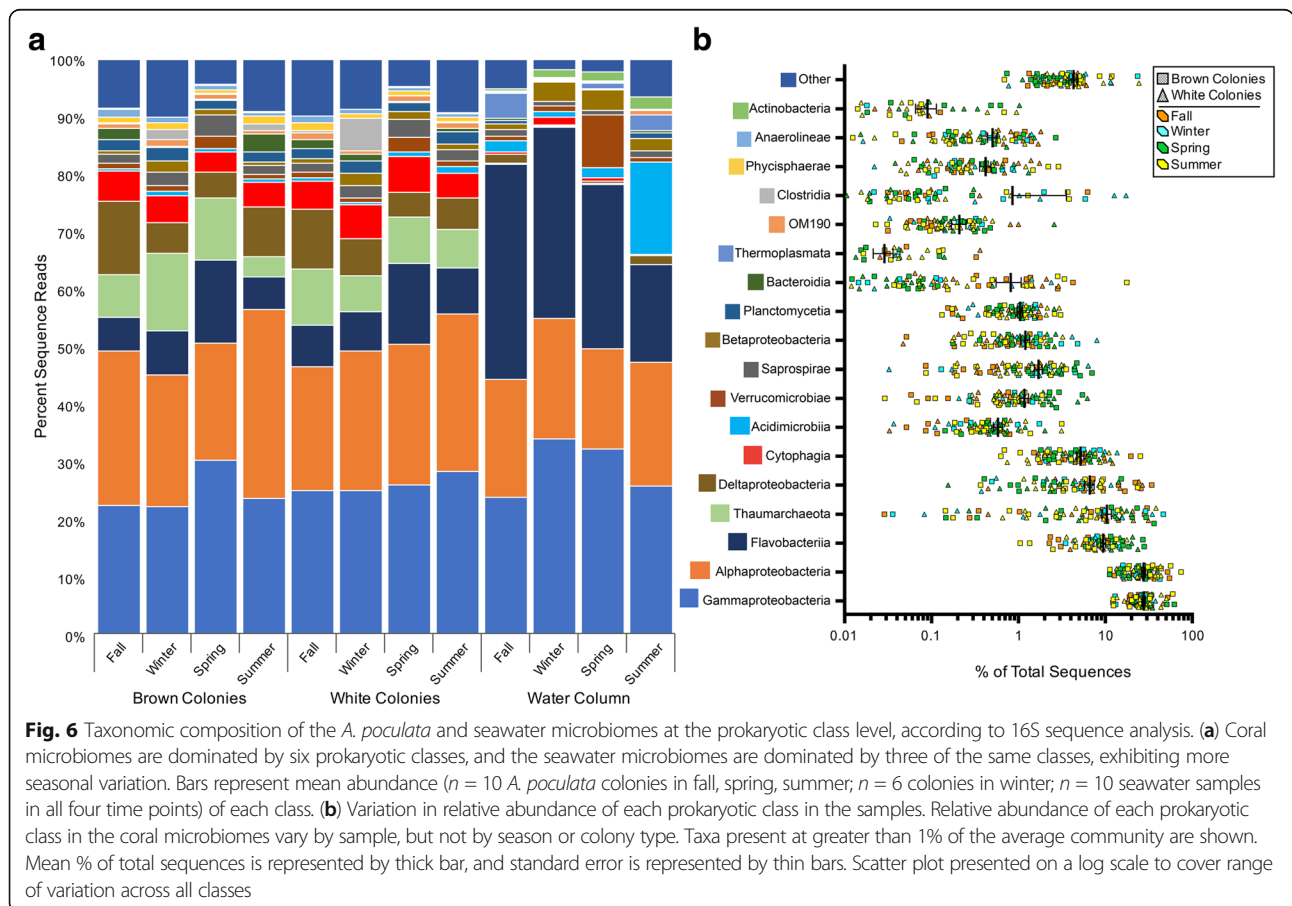 a
b
100%
90%
80%
70%
60%
50%
40%
30%
20%
10%
0%
Percent Sequence Reads
Fall
Winter
Spring
Summer
Fall
Winter
Spring
Summer
Fall
Winter
Spring
Summer
Brown Colonies
White Colonies
Water Column
Other
Actinobacteria
Anaerolineae
Phycispharae
Clostridia
OM190
Thermoplasmata
Bacteroidia
Planctomycetia
Betaproteobacteria
Saprospirae
Verrucomicrobiae
Acidimicrobiia
Cytophagia
Deltaproteobacteria
Thaumarchaeota
Flavobacteriia
Alphaproteobacteria
Gammaproteobacteria
0.01
0.1
1
10
100
% of Total Sequences
Brown Colonies
White Colonies
Fall
Winter
Spring
Summer
Fig. 6 Taxonomic composition of the A. poculata and seawater microbiomes at the prokaryotic class level, according to 16S sequence analysis. (a) Coral
microbiomes are dominated by six prokaryotic classes, and the seawater microbiomes are dominated by three of the same classes, exhibiting more
seasonal variation. Bars represent mean abundance (n = 10 A. poculata colonies in fall, spring, summer; n = 6 colonies in winter; n = 10 seawater samples
in all four time points) of each class. (b) Variation in relative abundance of each prokaryotic class in the samples. Relative abundance of each prokaryotic
class in the coral microbiomes vary by sample, but not by season or colony type. Taxa present at greater than 1% of the average community are shown.
Mean % of total sequences is represented by thick bar, and standard error is represented by thin bars. Scatter plot presented on a log scale to cover range
of variation across all classes